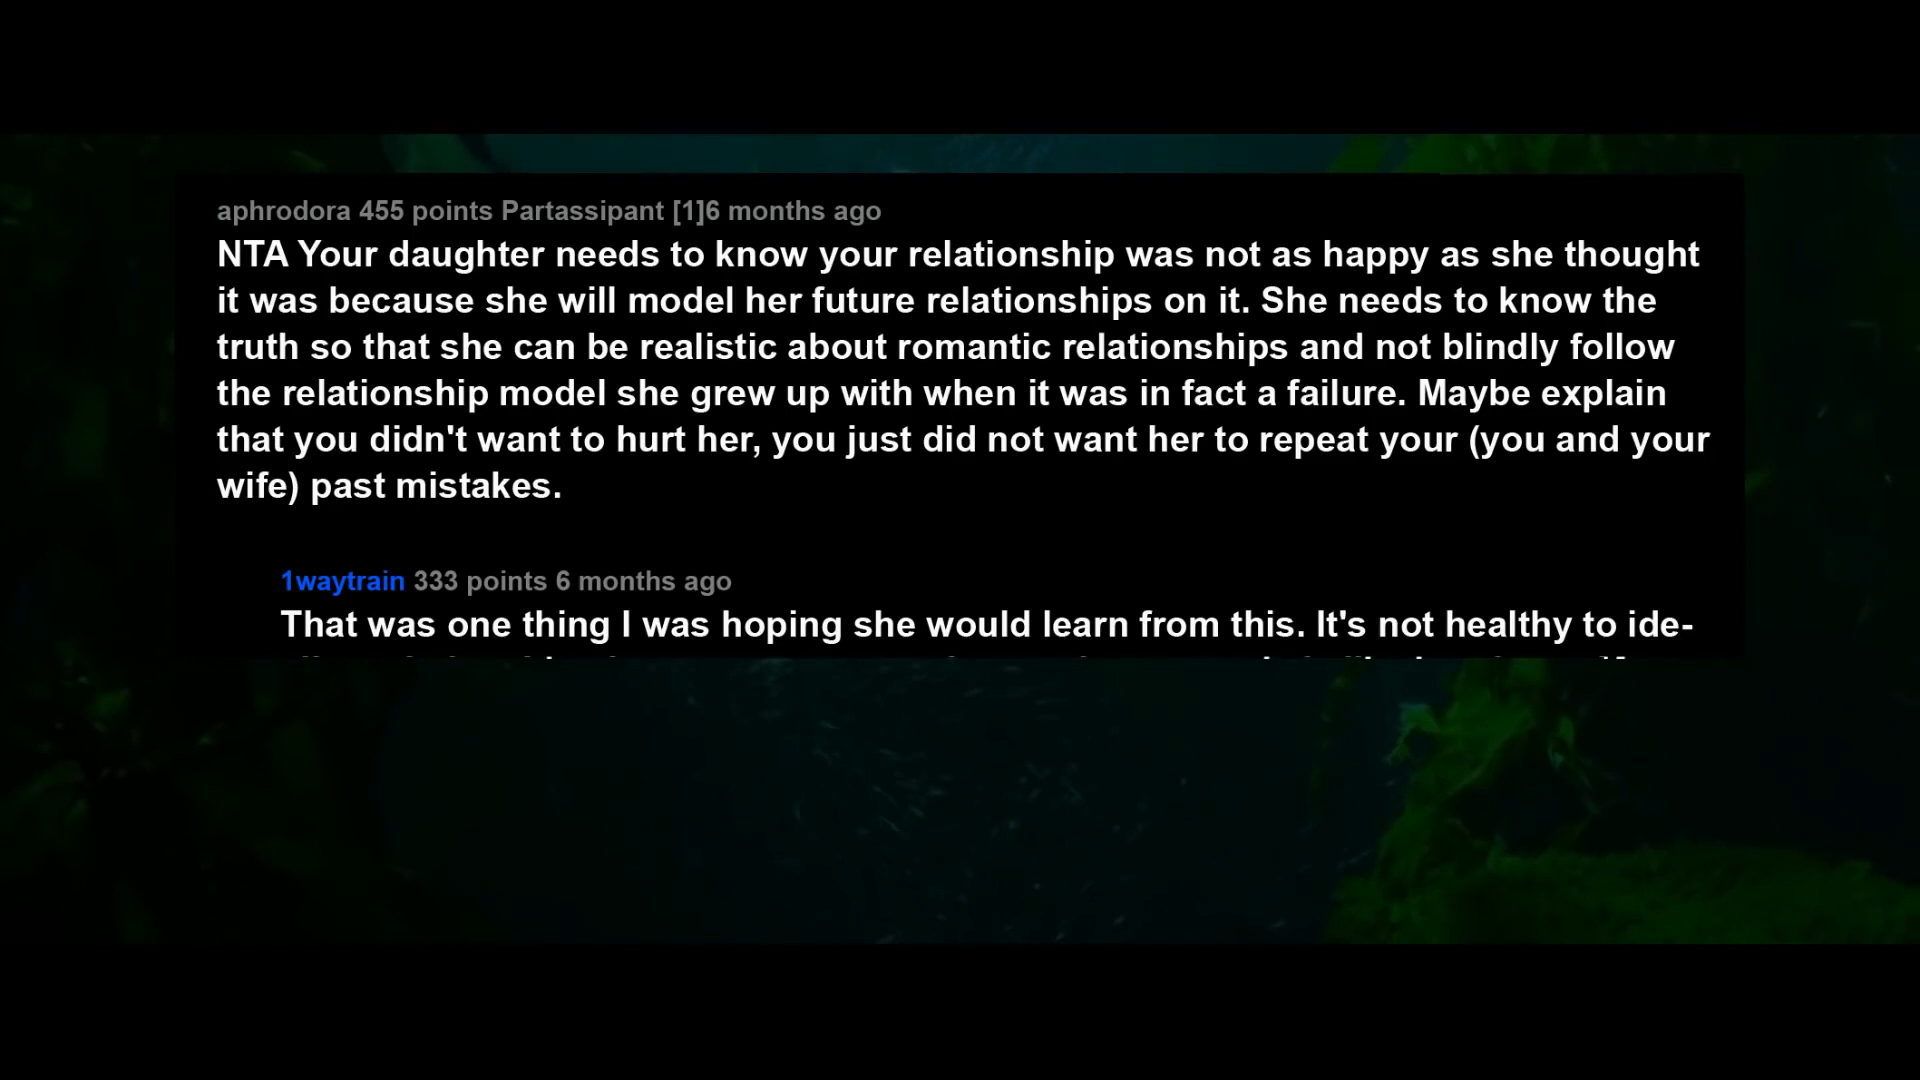 aphrodora 455 points Partassipant [1]6 months ago
NTA Your daughter needs to know your relationship was not as happy as she thought
it was because she will model her future relationships on it. She needs to know the
truth so that she can be realistic about romantic relationships and not blindly follow
the relationship model she grew up with when it was in fact a failure. Maybe explain
that you didn't want to hurt her, you just did not want her to repeat your (you and your
wife) past mistakes.
1waytrain 333 points 6 months ago
That was one thing I was hoping she would learn from this. It's not healthy to ide-